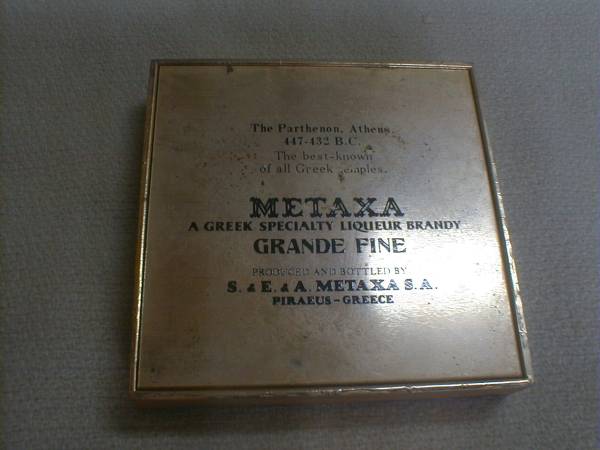 The Parthenon, Athens
447-432 B.C.
The best-known
of all Greek temples.
METAXA
A GREEK SPECIALTY LIQUEUR BRANDY
GRANDE FINE
PRODUCED AND BOTTLED BY
S. & E. & A. METAXA S.A.
PIRAEUS - GREECE